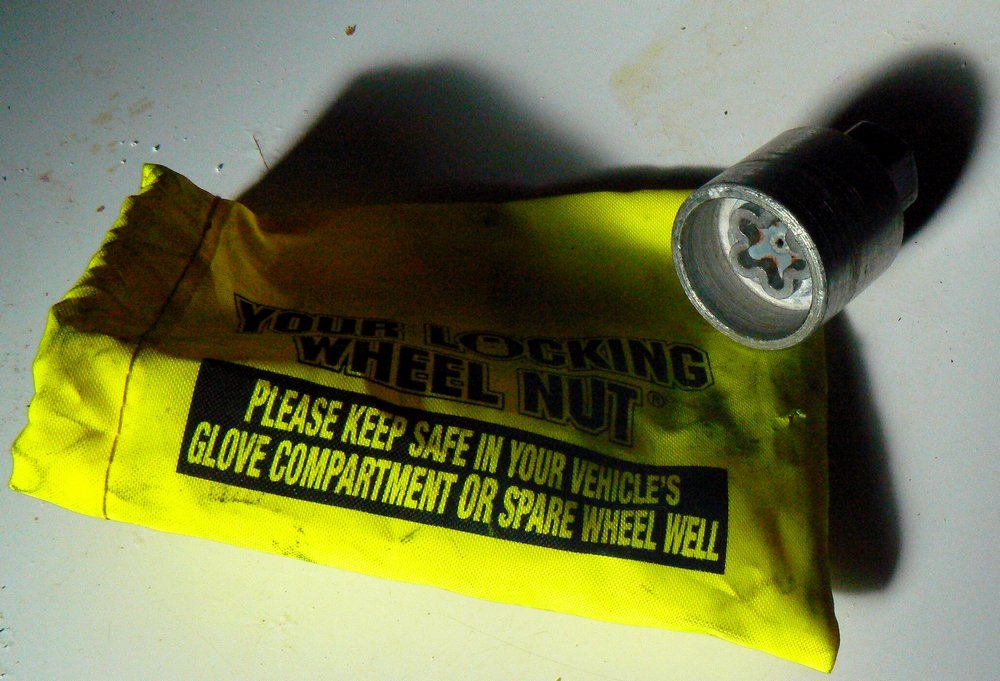 YOUR LOCKING
WHEEL NUT®
PLEASE KEEP SAFE IN YOUR VEHICLE'S
GLOVE COMPARTMENT OR SPARE WHEEL WELL